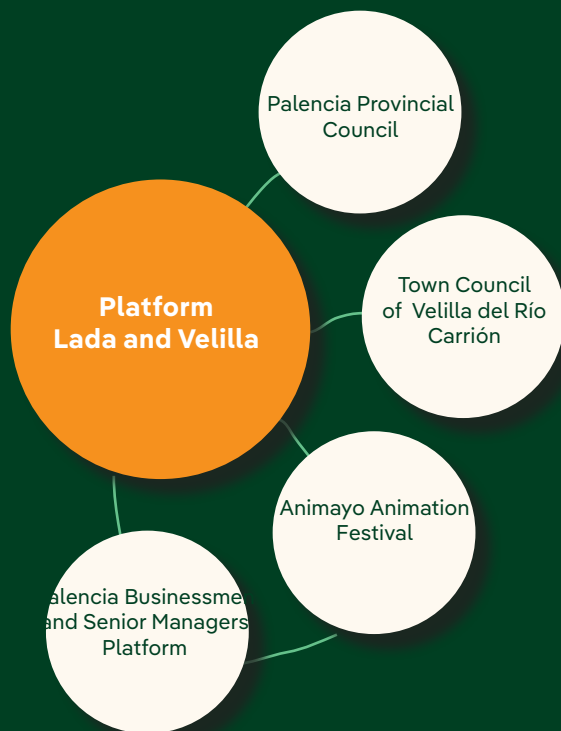 Palencia Provincial
Council
Platform
Lada and Velilla
Town Council
of Velilla del Río
Carrión
Animayo Animation
Festival
alencia Businessme
and Senior Managers
Platform